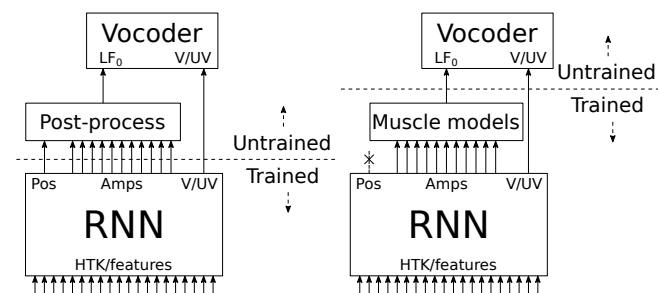 Vocoder
LF₀ V/UV
Post-process
Untrained
Trained
Pos Amps V/UV
RNN
HTK/features
Vocoder
LF₀ V/UV
Untrained
Trained
Muscle models
Pos Amps V/UV
RNN
HTK/features